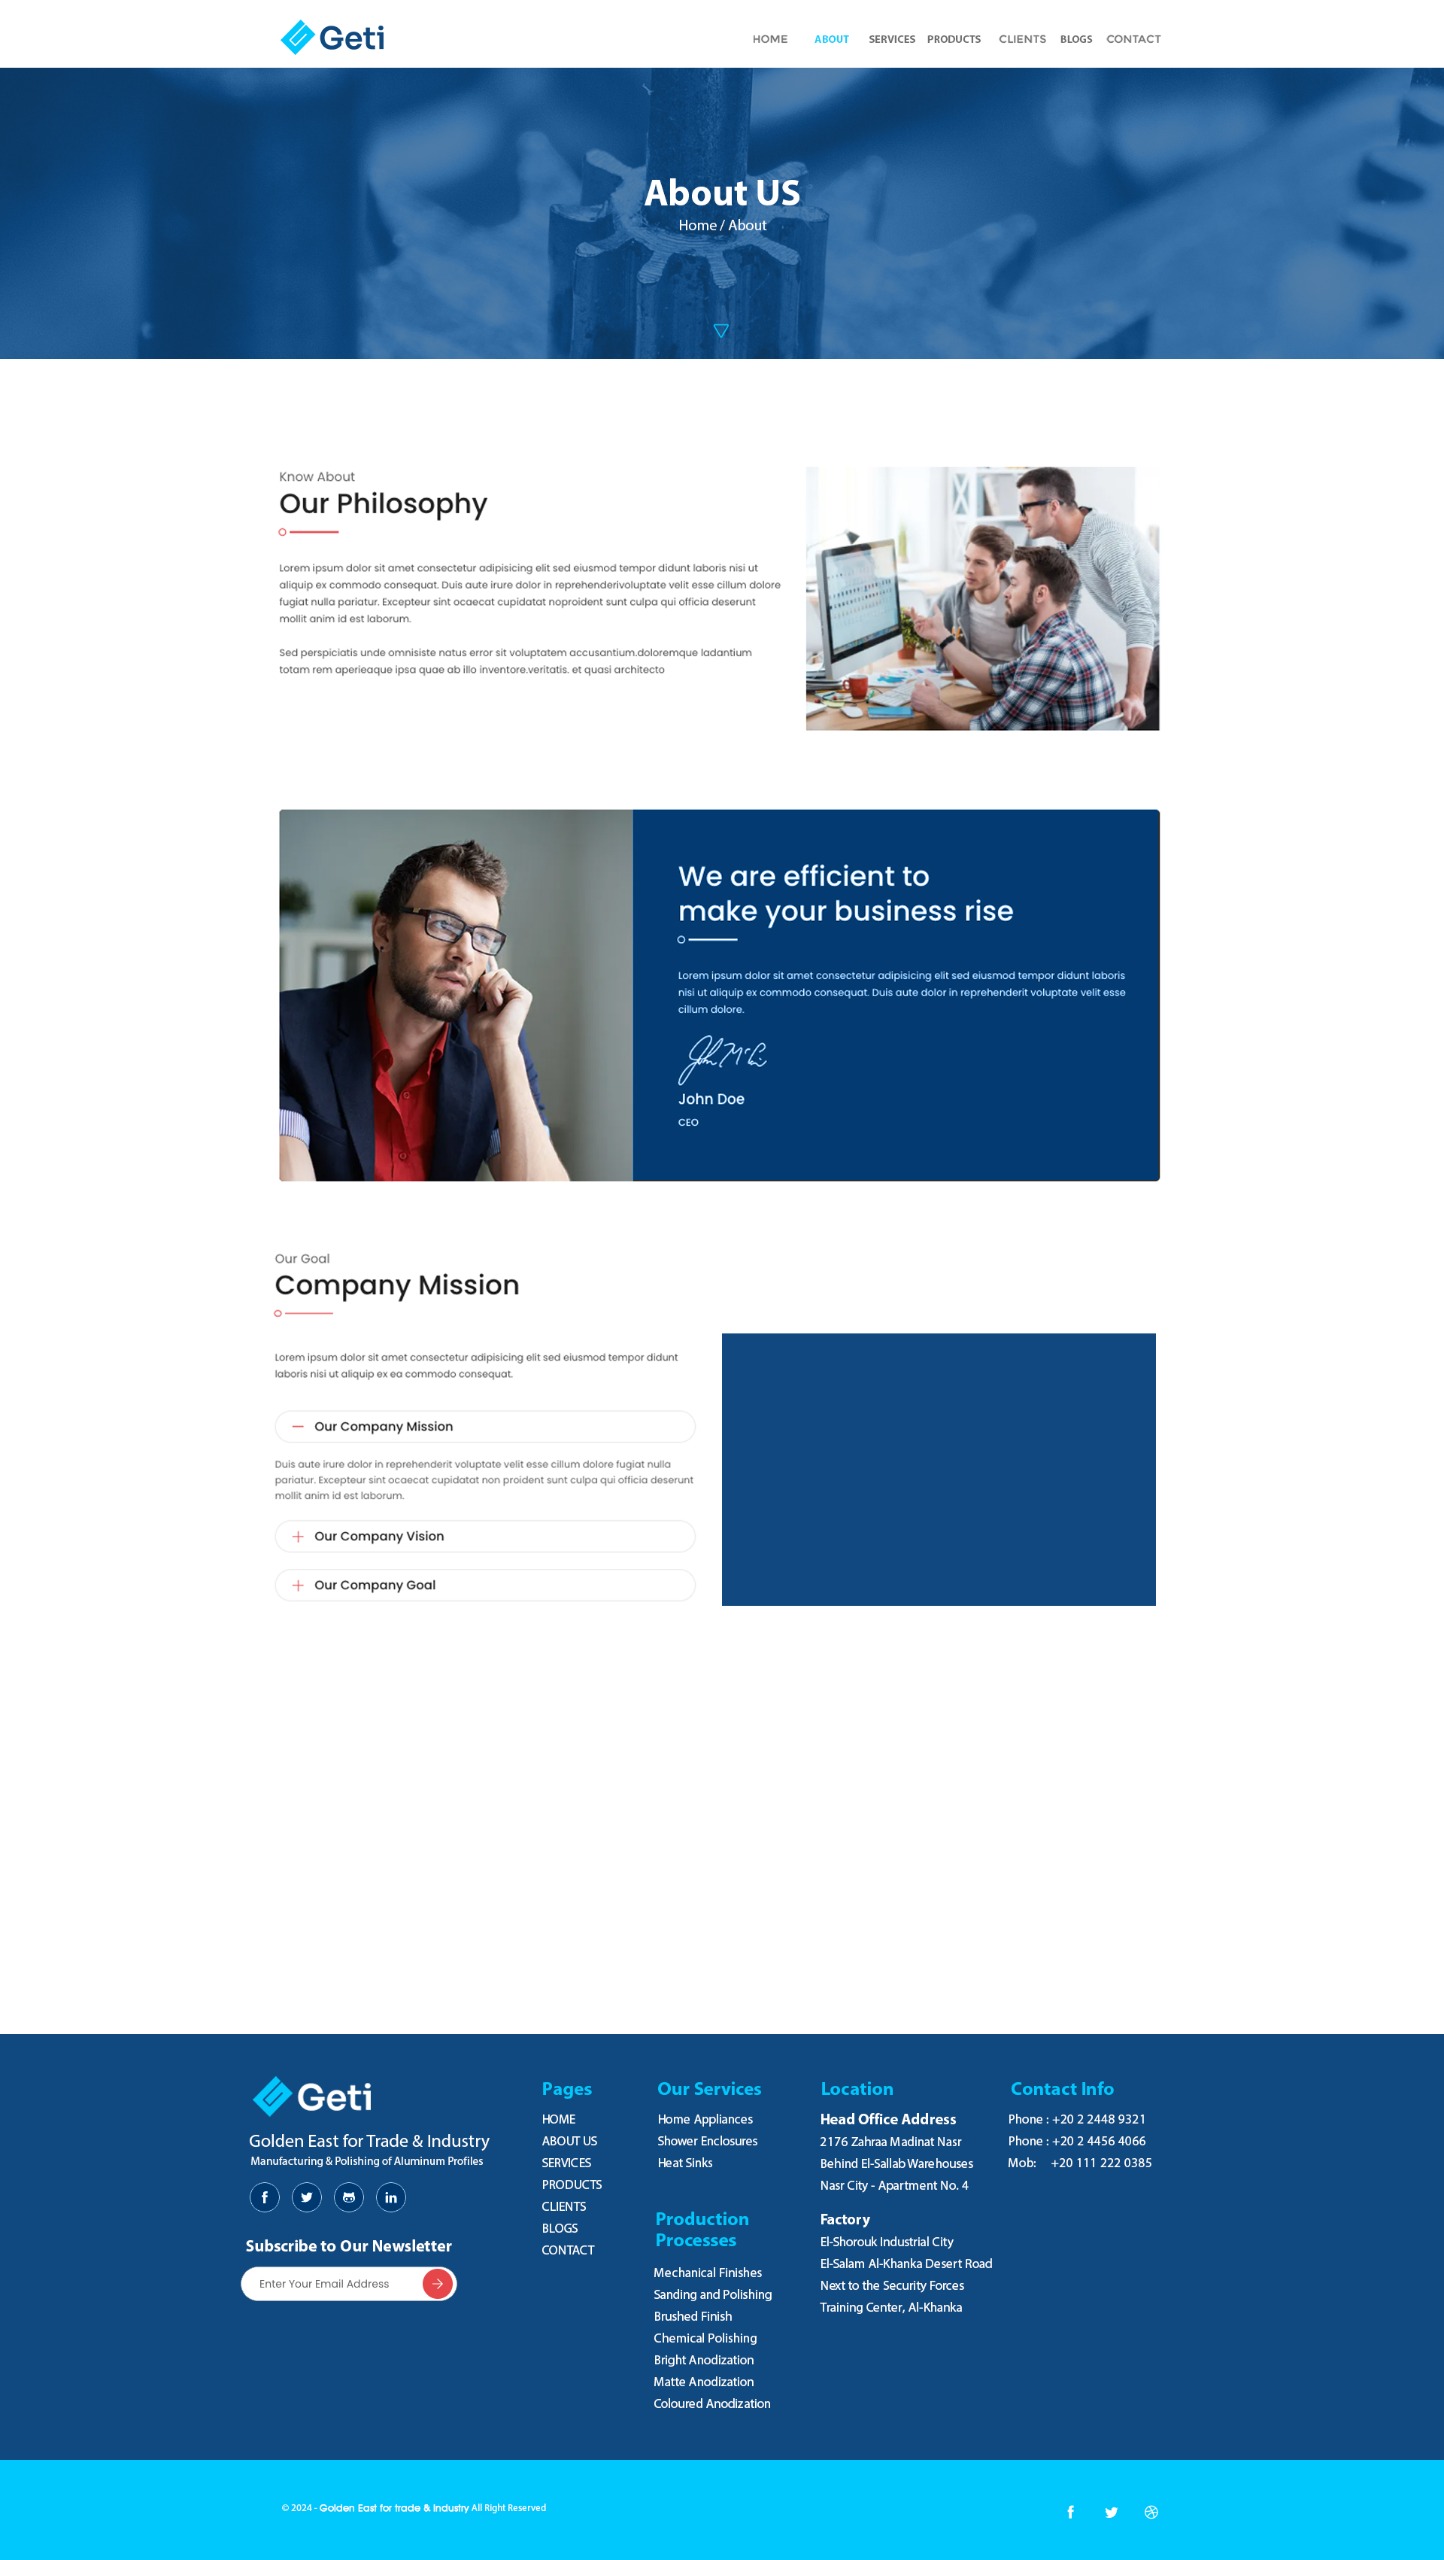 Geti
HOME ABOUT SERVICES PRODUCTS CLIENTS BLOGS CONTACT
About US
Home / About
Know About
Our Philosophy
Lorem ipsum dolor sit amet consectetur adipisicing elit sed eiusmod tempor didunt laboris nisi ut
aliquip ex commodo consequat. Duis aute irure dolor in reprehenderivoluptate velit esse cillum dolore
fugiat nulla pariatur. Excepteur sint ocaecat cupidatat noproident sunt culpa qui officia deserunt
mollit anim id est laborum.
Sed perspiciatis unde omnisiste natus error sit voluptatem accusantium.doloremque ladantium
totam rem aperieaque ipsa quae ab illo inventore.veritatis. et quasi architecto
We are efficient to
make your business rise
Lorem ipsum dolor sit amet consectetur adipisicing elit sed eiusmod tempor didunt laboris
nisi ut aliquip ex commodo consequat. Duis aute dolor in reprehenderit voluptate velit esse
cillum dolore.
John Doe
CEO
Our Goal
Company Mission
Lorem ipsum dolor sit amet consectetur adipisicing elit sed eiusmod tempor didunt
laboris nisi ut aliquip ex ea commodo consequat.
Our Company Mission
Duis aute irure dolor in reprehenderit voluptate velit esse cillum dolore fugiat nulla
pariatur. Excepteur sint ocaecat cupidatat non proident sunt culpa qui officia deserunt
mollit anim id est laborum.
Our Company Vision
Our Company Goal
Geti
Golden East for Trade & Industry
Manufacturing & Polishing of Aluminum Profiles
Subscribe to Our Newsletter
Enter Your Email Address
Pages
HOME
ABOUT US
SERVICES
PRODUCTS
CLIENTS
BLOGS
CONTACT
Our Services
Home Appliances
Shower Enclosures
Heat Sinks
Production
Processes
Mechanical Finishes
Sanding and Polishing
Brushed Finish
Chemical Polishing
Bright Anodization
Matte Anodization
Coloured Anodization
Location
Head Office Address
2176 Zahraa Madinat Nasr
Behind El-Sallab Warehouses
Nasr City - Apartment No. 4
Factory
El-Shorouk Industrial City
El-Salam Al-Khanka Desert Road
Next to the Security Forces
Training Center, Al-Khanka
Contact Info
Phone : +20 2 2448 9321
Phone : +20 2 4456 4066
Mob: +20 111 222 0385
© 2024 - Golden East for trade & Industry All Right Reserved